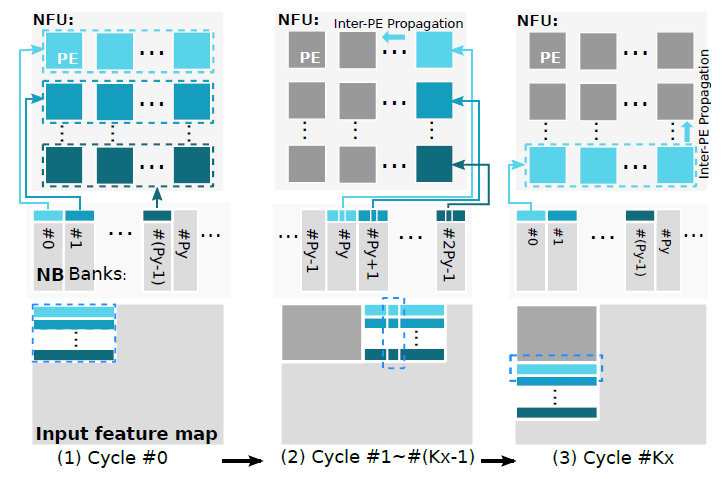 NFU:
PE
#0
#1
#(Py-1)
#Py
NB Banks:
Input feature map
(1) Cycle #0
NFU:
Inter-PE Propagation
PE
#Py-1
#Py
#Py+1
#2Py-1
(2) Cycle #1~#(Kx-1)
NFU:
PE
Inter-PE Propagation
#0
#1
#(Py-1)
#Py
(3) Cycle #Kx